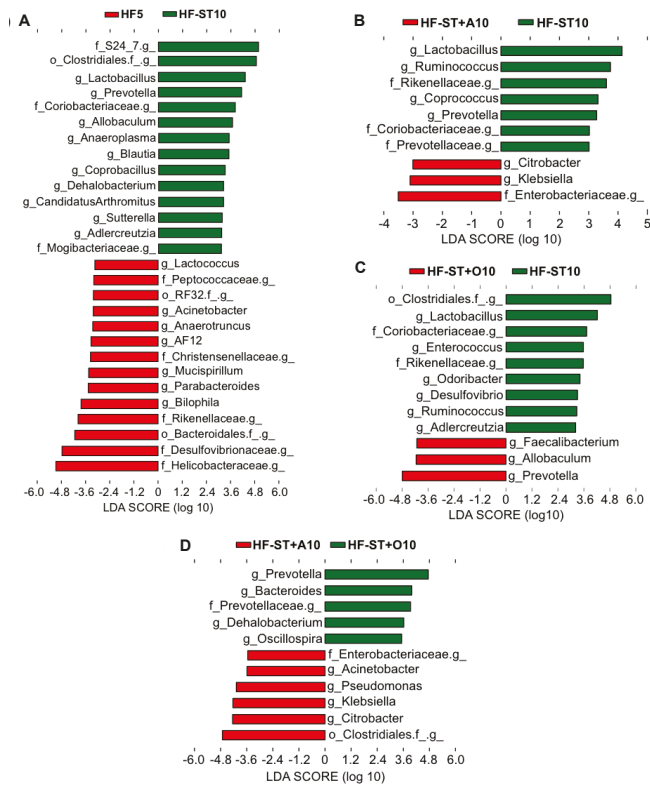 A
HF5 HF-ST10
f_S24_7.g_
o_Clostridiales.f_.g_
g_Lactobacillus
g_Prevotella
f_Coriobacteriaceae.g_
g_Allobaculum
g_Anaeroplasma
g_Blautia
g_Coprobacillus
g_Dehalobacterium
g_CandidatusArthromitus
g_Sutterella
g_Adlercreutzia
f_Mogibacteriaceae.g_
g_Lactococcus
f_Peptococcaceae.g_
o_RF32.f_.g_
g_Acinetobacter
g_Anaerotruncus
g_AF12
f_Christensenellaceae.g_
g_Mucispirillum
g_Parabacteroides
g_Bilophila
f_Rikenellaceae.g_
o_Bacteroidales.f_.g_
f_Desulfovibrionaceae.g_
f_Helicobacteraceae.g_
-6.0 -4.8 -3.6 -2.4 -1.2 0 1.2 2.4 3.6 4.8 6.0
LDA SCORE (log 10)
B
HF-ST+A10 HF-ST10
g_Lactobacillus
g_Ruminococcus
f_Rikenellaceae.g_
g_Coprococcus
g_Prevotella
f_Coriobacteriaceae.g_
f_Prevotellaceae.g_
g_Citrobacter
g_Klebsiella
f_Enterobacteriaceae.g_
-4 -3 -2 -1 0 1 2 3 4 5
LDA SCORE (log 10)
C
HF-ST+O10 HF-ST10
o_Clostridiales.f_.g_
g_Lactobacillus
f_Coriobacteriaceae.g_
g_Enterococcus
f_Rikenellaceae.g_
g_Odoribacter
g_Desulfovibrio
g_Ruminococcus
g_Adlercreutzia
g_Faecalibacterium
g_Allobaculum
g_Prevotella
-6.0 -4.8 -3.6 -2.4 -1.2 0 1.2 2.4 3.6 4.8 6.0
LDA SCORE (log10)
D
HF-ST+A10 HF-ST+O10
g_Prevotella
g_Bacteroides
f_Prevotellaceae.g_
g_Dehalobacterium
g_Oscillospira
f_Enterobacteriaceae.g_
g_Acinetobacter
g_Pseudomonas
g_Klebsiella
g_Citrobacter
o_Clostridiales.f_.g_
-6.0 -4.8 -3.6 -2.4 -1.2 0 1.2 2.4 3.6 4.8 6.0
LDA SCORE (log 10)